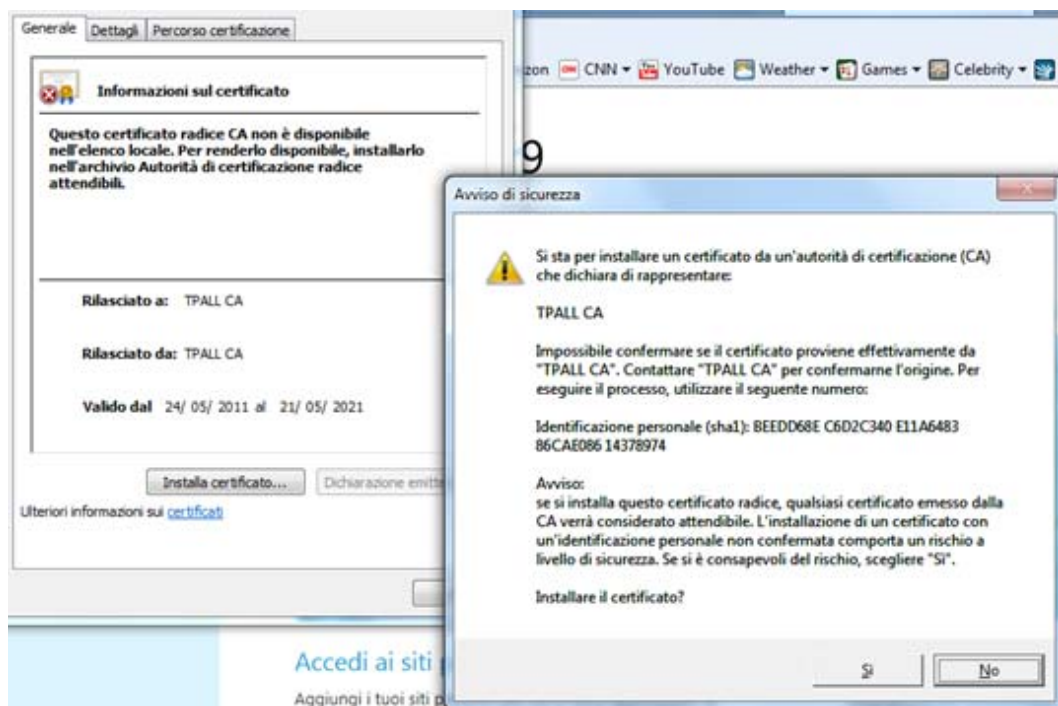 Generale Dettagli Percorso certificazione
Informazioni sul certificato
Questo certificato radice CA non è disponibile
nell'elenco locale. Per renderlo disponibile, installarlo
nell'archivio Autorità di certificazione radice
attendibili.
Rilasciato a: TPALL CA
Rilasciato da: TPALL CA
Valido dal 24/ 05/ 2011 al 21/ 05/ 2021
Installa certificato... Dichiarazione emitte
Ulteriori informazioni sui certificati
zon CNN YouTube Weather Games Celebrity
9
Avviso di sicurezza
Si sta per installare un certificato da un'autorità di certificazione (CA)
che dichiara di rappresentare:
TPALL CA
Impossibile confermare se il certificato proviene effettivamente da
"TPALL CA". Contattare "TPALL CA" per confermarne l'origine. Per
eseguire il processo, utilizzare il seguente numero:
Identificazione personale (sha1): BEEDD68E C6D2C340 E11A6483
86CAE086 14378974
Avviso:
se si installa questo certificato radice, qualsiasi certificato emesso dalla
CA verrà considerato attendibile. L'installazione di un certificato con
un'identificazione personale non confermata comporta un rischio a
livello di sicurezza. Se si è consapevoli del rischio, scegliere "Sì".
Installare il certificato?
Sì No
Accedi ai siti
Aggiungi i tuoi siti